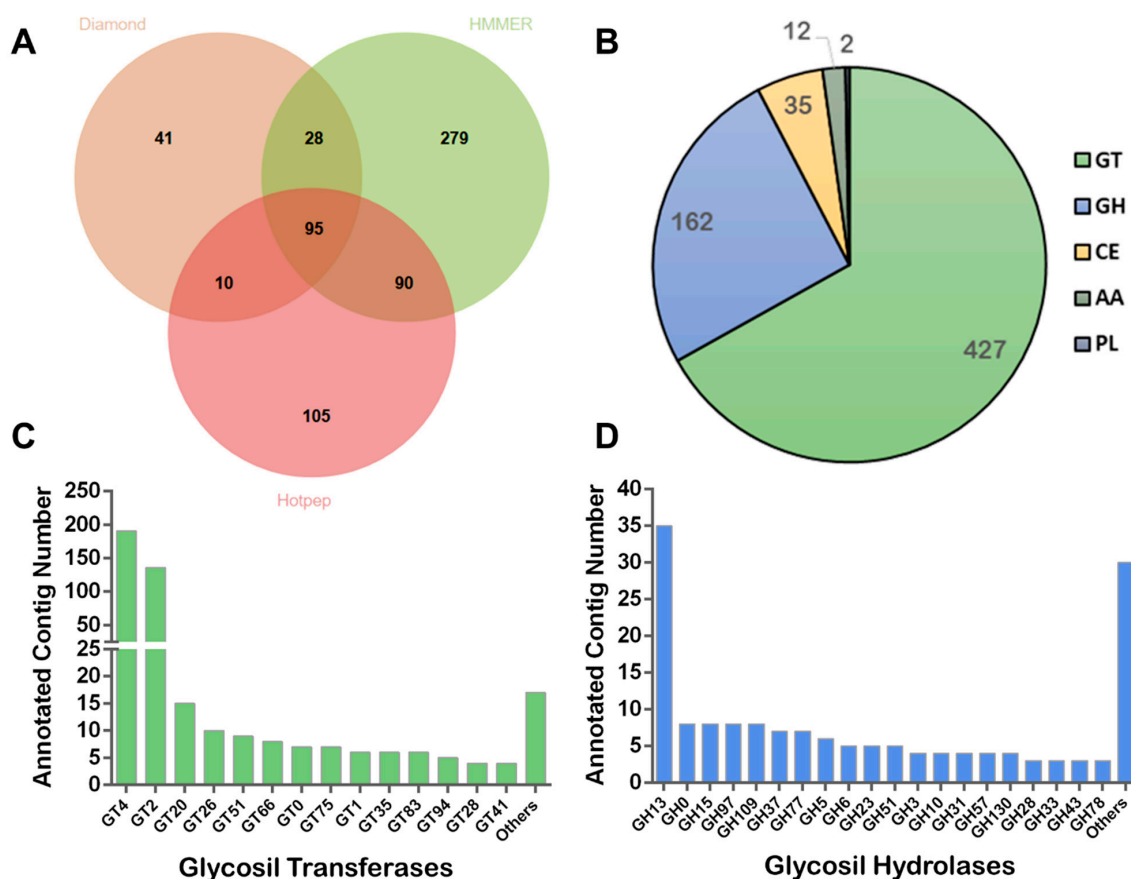 A
Diamond
HMMER
41
28
279
95
10
90
105
Hotpep
B
12
2
35
162
427
GT
GH
CE
AA
PL
C
Annotated Contig Number
250
200
150
100
50
25
20
15
10
5
0
GT4
GT2
GT20
GT26
GT51
GT66
GT0
GT75
GT1
GT35
GT83
GT94
GT28
GT41
Others
Glycosil Transferases
D
Annotated Contig Number
40
35
30
25
20
15
10
5
0
GH13
GH0
GH15
GH97
GH109
GH37
GH77
GH5
GH6
GH23
GH51
GH3
GH10
GH31
GH57
GH130
GH28
GH33
GH43
GH78
Others
Glycosil Hydrolases